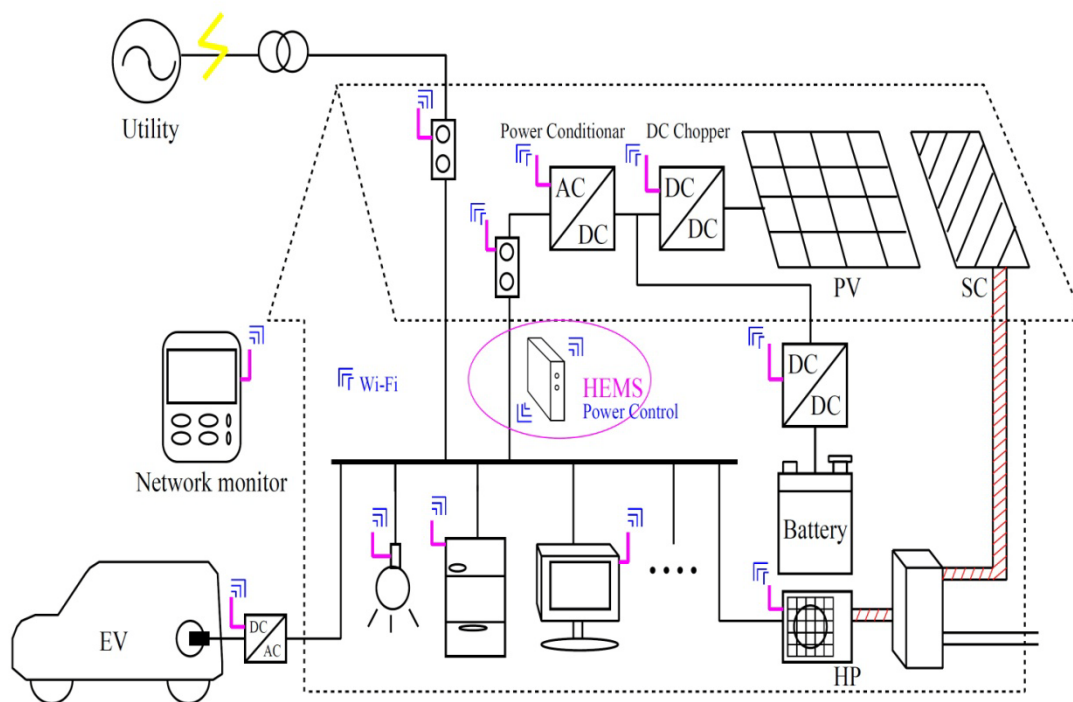 Utility
Power Conditionar
DC Chopper
AC
DC
DC
DC
PV
SC
DC
DC
Wi-Fi
HEMS
Power Control
Network monitor
Battery
EV
DC
AC
HP